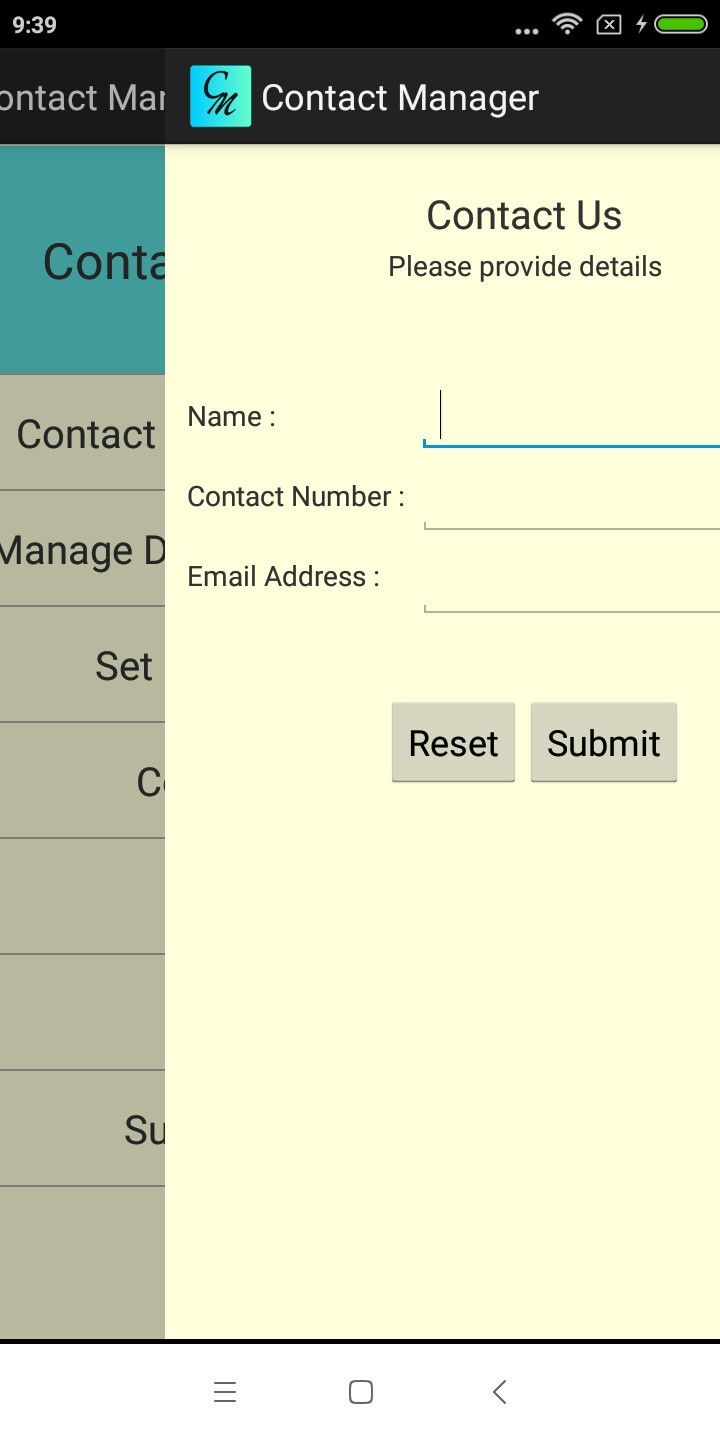 9:39
ontact Mar
CM Contact Manager
Conta
Contact
Manage D
Set
Co
Su
Contact Us
Please provide details
Name :
Contact Number :
Email Address :
Reset Submit